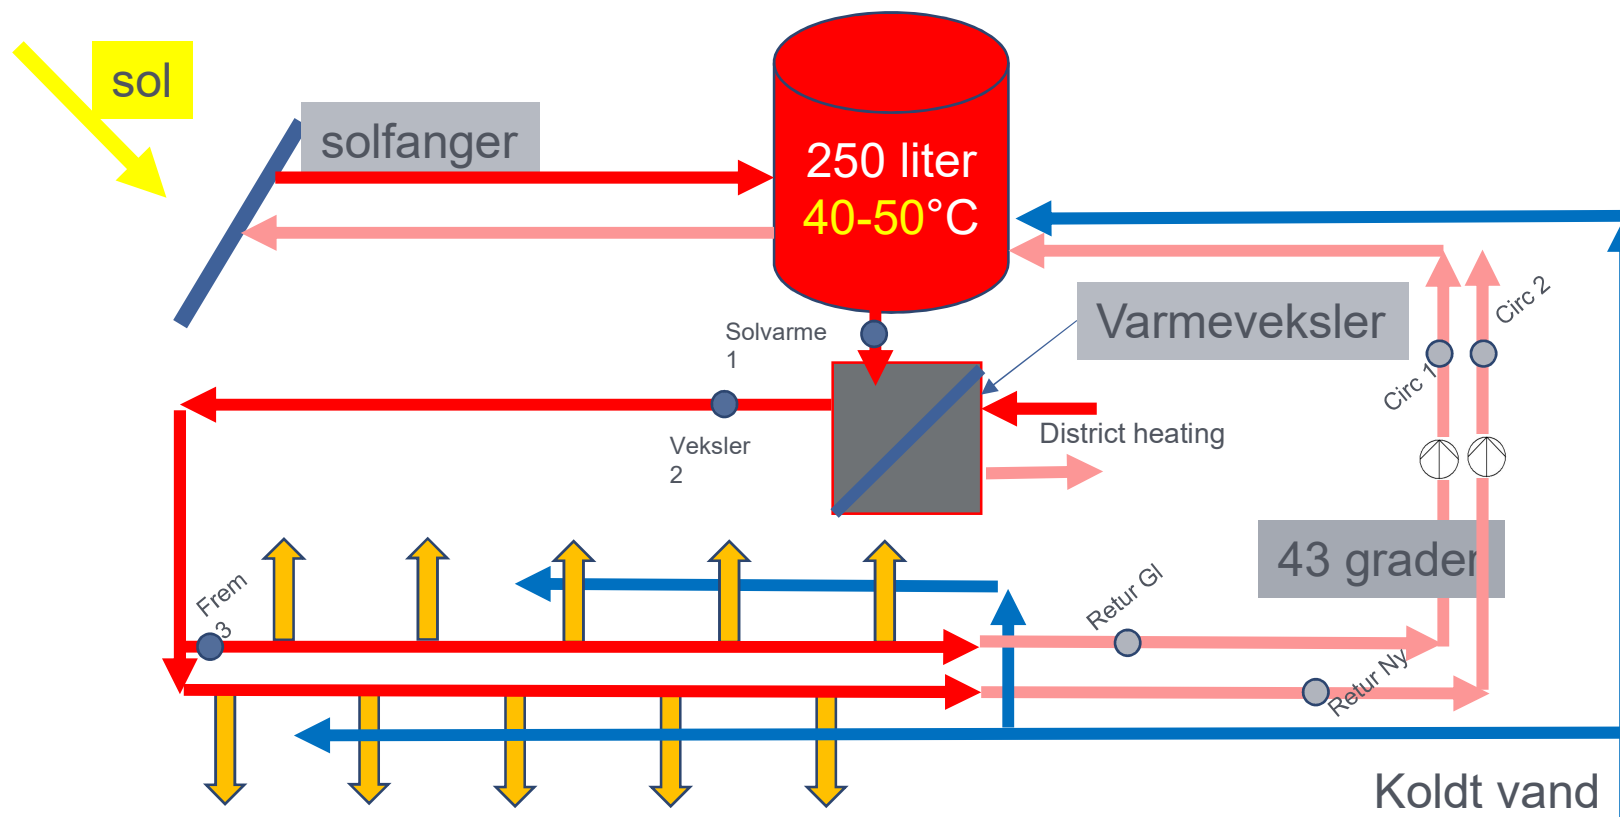 sol
solfanger
250 liter
40-50°C
Solvarme
1
Varmeveksler
Circ 2
Circ 1
Veksler
2
District heating
43 grader
Frem
3
Retur Gl
Retur Ny
Koldt vand